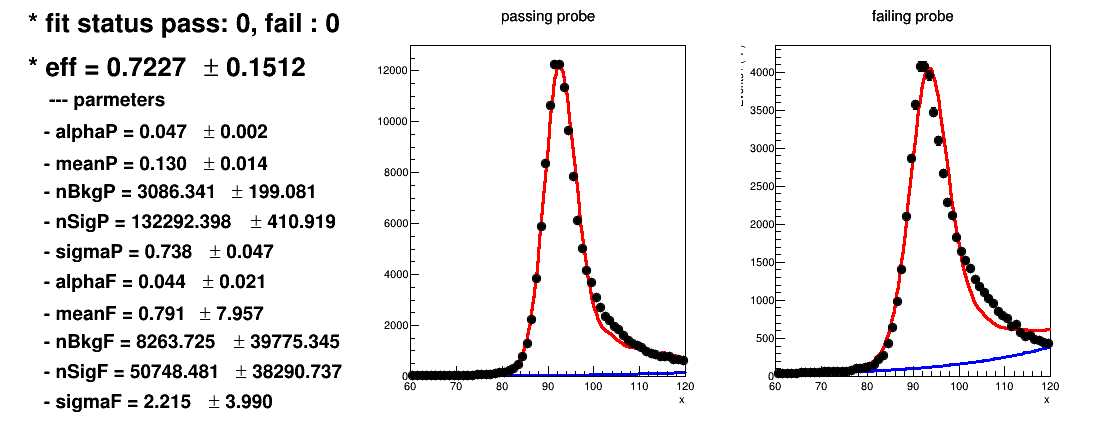 * fit status pass: 0, fail : 0
* eff = 0.7227 ± 0.1512
--- parmeters
- alphaP = 0.047 ± 0.002
- meanP = 0.130 ± 0.014
- nBkgP = 3086.341 ± 199.081
- nSigP = 132292.398 ± 410.919
- sigmaP = 0.738 ± 0.047
- alphaF = 0.044 ± 0.021
- meanF = 0.791 ± 7.957
- nBkgF = 8263.725 ± 39775.345
- nSigF = 50748.481 ± 38290.737
- sigmaF = 2.215 ± 3.990
passing probe
12000
10000
8000
6000
4000
2000
0
60 70 80 90 100 110 120
x
failing probe
4000
3500
3000
2500
2000
1500
1000
500
0
60 70 80 90 100 110 120
x